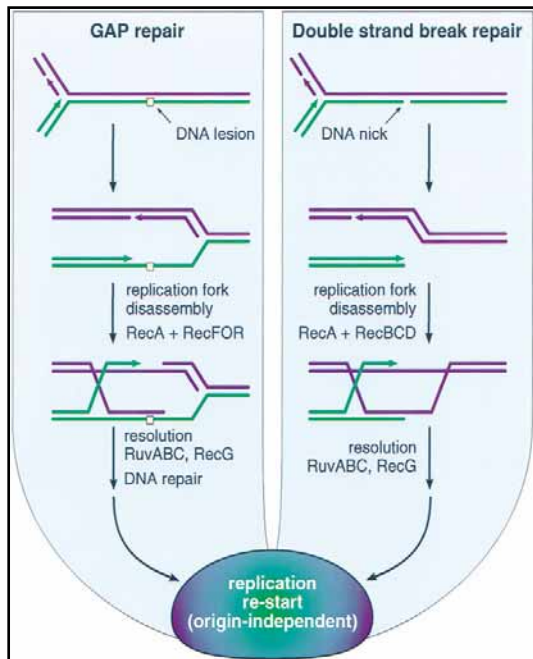 GAP repair
DNA lesion
replication fork
disassembly
RecA + RecFOR
resolution
RuvABC, RecG
DNA repair
Double strand break repair
DNA nick
replication fork
disassembly
RecA + RecBCD
resolution
RuvABC, RecG
replication
re-start
(origin-independent)